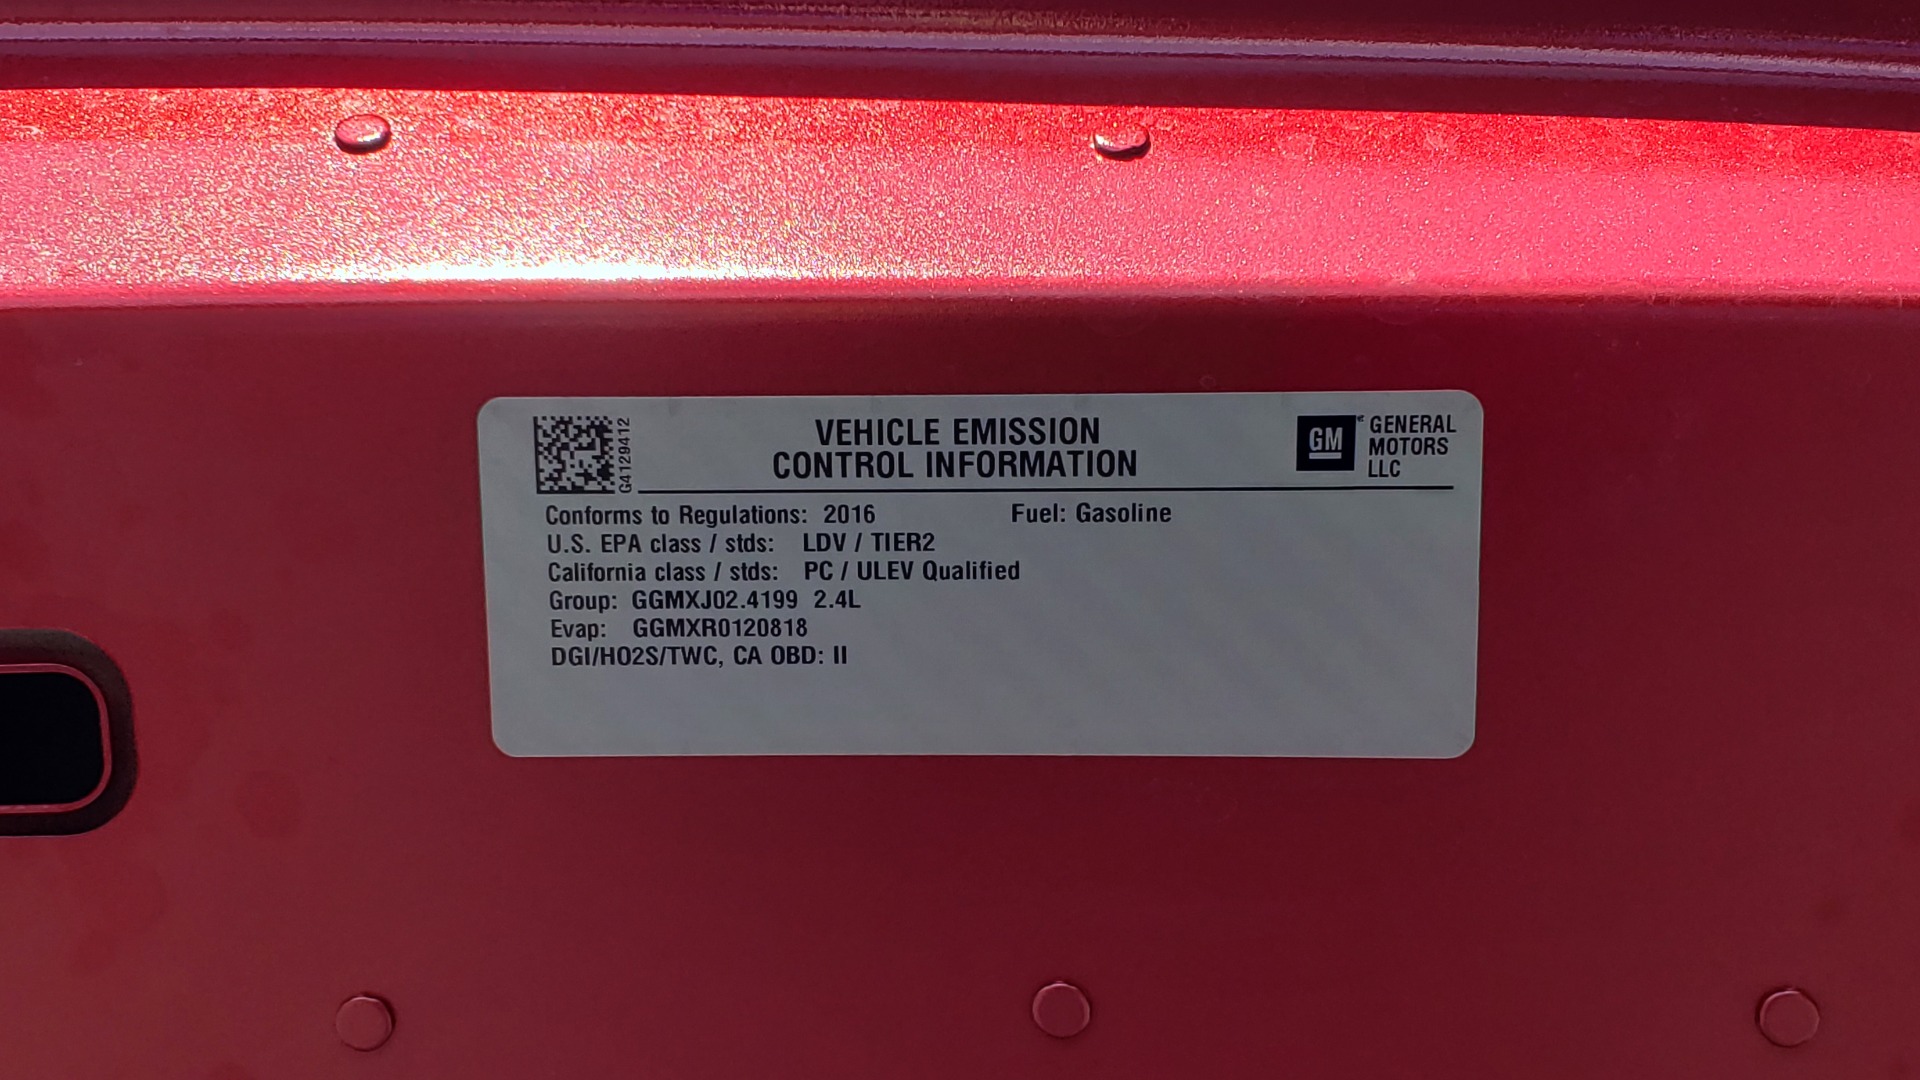 G4129412
VEHICLE EMISSION
CONTROL INFORMATION
GM
GENERAL
MOTORS
LLC
Conforms to Regulations: 2016 Fuel: Gasoline
U.S. EPA class / stds: LDV / TIER2
California class / stds: PC / ULEV Qualified
Group: GGMXJ02.4199 2.4L
Evap: GGMXR0120818
DGI/HO2S/TWC, CA OBD: II